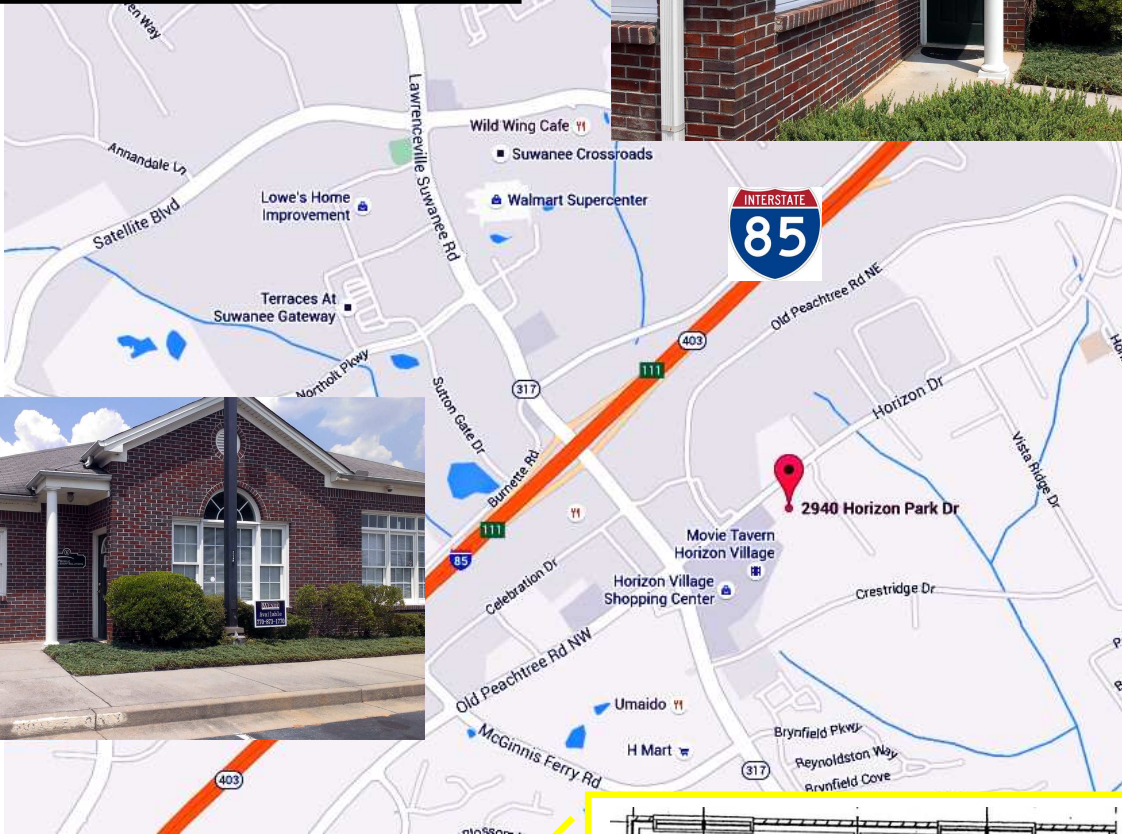 Annandale Ln
Satellite Blvd
Lawrenceville Suwanee Rd
Wild Wing Cafe
Suwanee Crossroads
Lowe's Home
Improvement
Walmart Supercenter
INTERSTATE
85
Old Peachtree Rd NE
Terraces At
Suwanee Gateway
403
111
317
Northolt Pkwy
Sutton Gate Dr
Horizon Dr
Vista Ridge Dr
Burnette Rd
2940 Horizon Park Dr
111
85
Movie Tavern
Horizon Village
Horizon Village
Shopping Center
Celebration Dr
Crestridge Dr
Old Peachtree Rd NW
Umaido
McGinnis Ferry Rd
H Mart
Brynfield Pkwy
Reynoldston Way
Brynfield Cove
317
403
Available